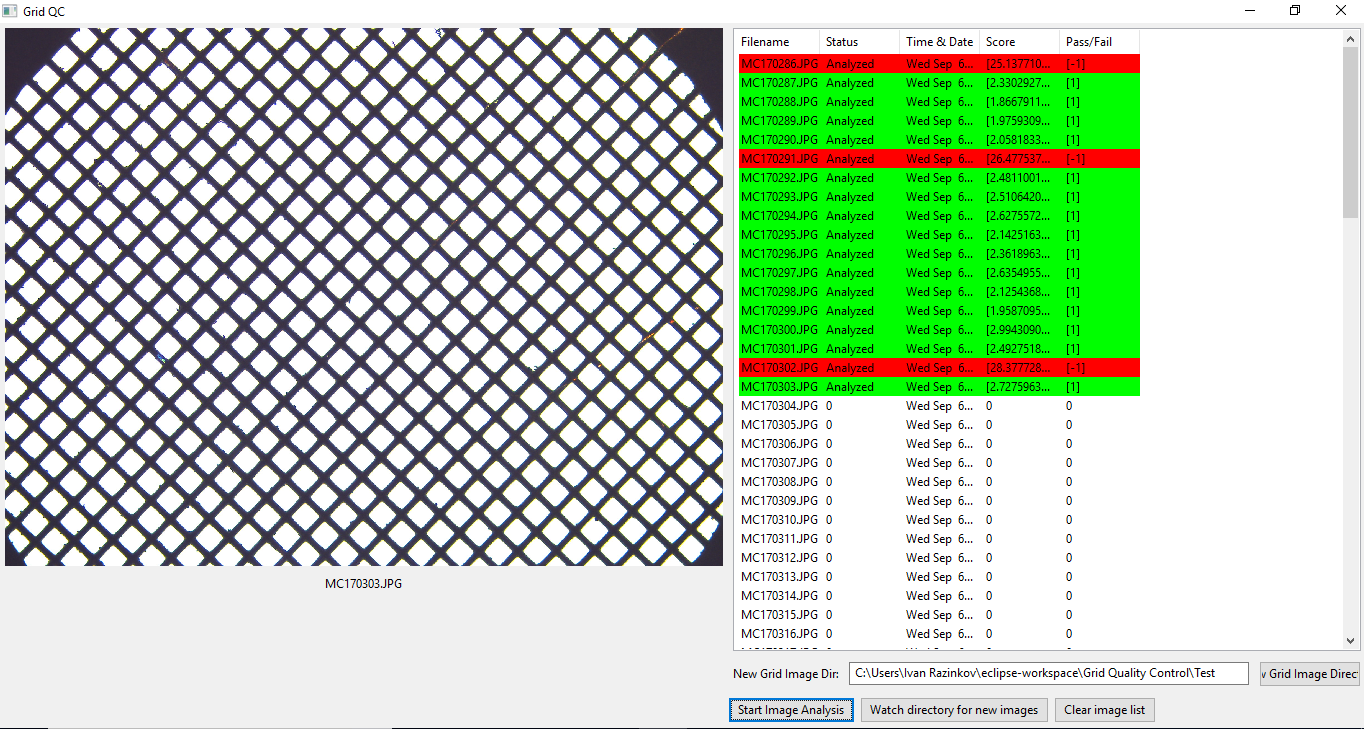 Grid QC
Filename Status Time & Date Score Pass/Fail
MC170286.JPG Analyzed Wed Sep 6... [25.137710... [-1]
MC170287.JPG Analyzed Wed Sep 6... [2.3302927... [1]
MC170288.JPG Analyzed Wed Sep 6... [1.8667911... [1]
MC170289.JPG Analyzed Wed Sep 6... [1.9759309... [1]
MC170290.JPG Analyzed Wed Sep 6... [2.0581833... [1]
MC170291.JPG Analyzed Wed Sep 6... [26.477537... [-1]
MC170292.JPG Analyzed Wed Sep 6... [2.4811001... [1]
MC170293.JPG Analyzed Wed Sep 6... [2.5106420... [1]
MC170294.JPG Analyzed Wed Sep 6... [2.6275572... [1]
MC170295.JPG Analyzed Wed Sep 6... [2.1425163... [1]
MC170296.JPG Analyzed Wed Sep 6... [2.3618963... [1]
MC170297.JPG Analyzed Wed Sep 6... [2.6354955... [1]
MC170298.JPG Analyzed Wed Sep 6... [2.1254368... [1]
MC170299.JPG Analyzed Wed Sep 6... [1.9587095... [1]
MC170300.JPG Analyzed Wed Sep 6... [2.9943090... [1]
MC170301.JPG Analyzed Wed Sep 6... [2.4927518... [1]
MC170302.JPG Analyzed Wed Sep 6... [28.377728... [-1]
MC170303.JPG Analyzed Wed Sep 6... [2.7275963... [1]
MC170304.JPG 0 Wed Sep 6... 0 0
MC170305.JPG 0 Wed Sep 6... 0 0
MC170306.JPG 0 Wed Sep 6... 0 0
MC170307.JPG 0 Wed Sep 6... 0 0
MC170308.JPG 0 Wed Sep 6... 0 0
MC170309.JPG 0 Wed Sep 6... 0 0
MC170310.JPG 0 Wed Sep 6... 0 0
MC170311.JPG 0 Wed Sep 6... 0 0
MC170312.JPG 0 Wed Sep 6... 0 0
MC170313.JPG 0 Wed Sep 6... 0 0
MC170314.JPG 0 Wed Sep 6... 0 0
MC170315.JPG 0 Wed Sep 6... 0 0
MC170316.JPG 0 Wed Sep 6... 0 0
MC170303.JPG
New Grid Image Dir: C:\Users\Ivan Razinkov\eclipse-workspace\Grid Quality Control\Test Grid Image Direc
Start Image Analysis Watch directory for new images Clear image list